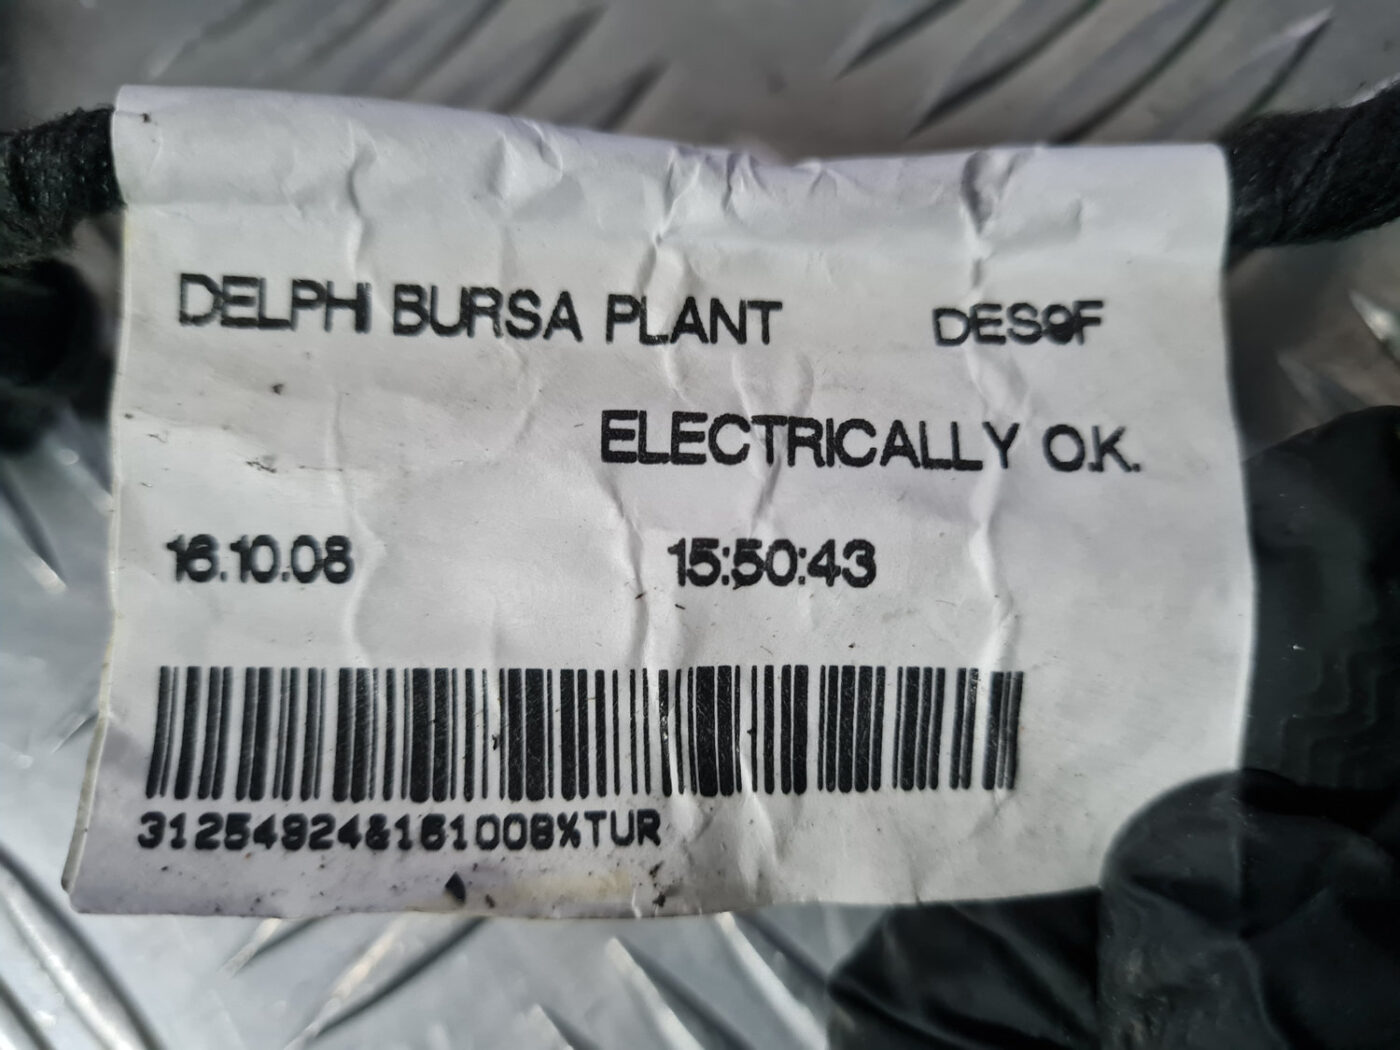 DELPHI BURSA PLANT DES9F
ELECTRICALLY O.K.
16.10.08 15:50:43
31254924&161008%TUR